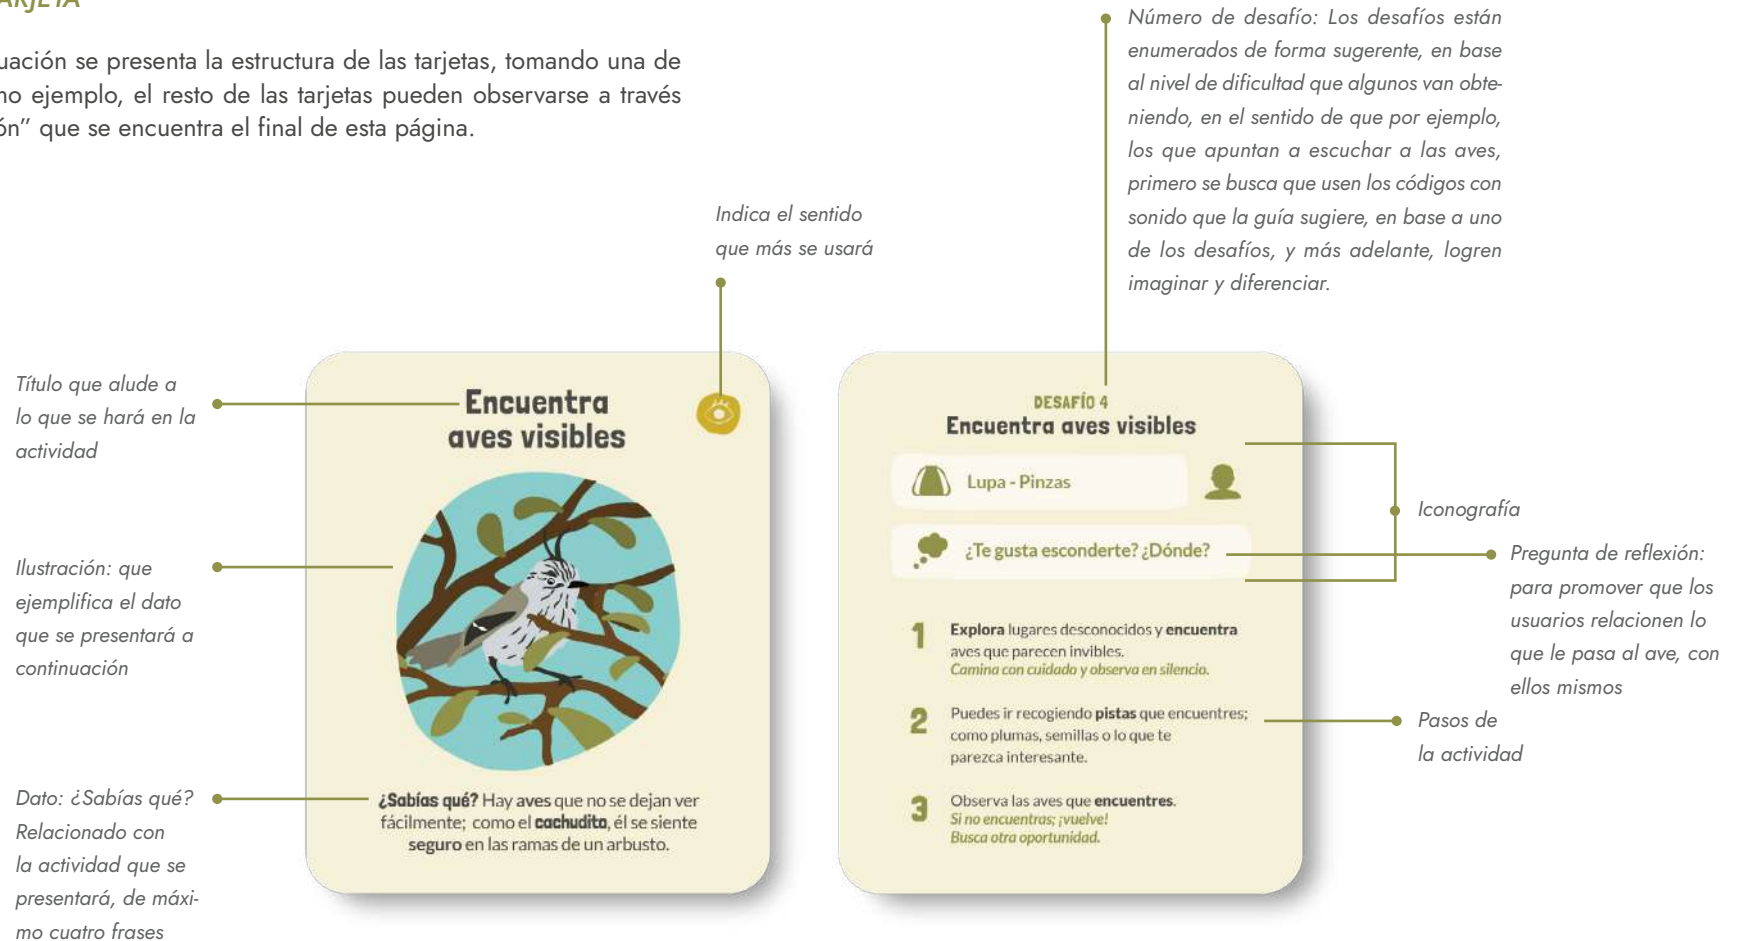 ARJETA
uación se presenta la estructura de las tarjetas, tomando una de
no ejemplo, el resto de las tarjetas pueden observarse a través
ón” que se encuentra el final de esta página.
Número de desafío: Los desafíos están
enumerados de forma sugerente, en base
al nivel de dificultad que algunos van obte-
niendo, en el sentido de que por ejemplo,
los que apuntan a escuchar a las aves,
primero se busca que usen los códigos con
sonido que la guía sugiere, en base a uno
de los desafíos, y más adelante, logren
imaginar y diferenciar.
Indica el sentido
que más se usará
Título que alude a
lo que se hará en la
actividad
Ilustración: que
ejemplifica el dato
que se presentará a
continuación
Dato: ¿Sabías qué?
Relacionado con
la actividad que se
presentará, de máxi-
mo cuatro frases
Encuentra
aves visibles
¿Sabías qué? Hay aves que no se dejan ver
fácilmente; como el cachudito, él se siente
seguro en las ramas de un arbusto.
DESAFÍO 4
Encuentra aves visibles
Lupa - Pinzas
¿Te gusta esconderte? ¿Dónde?
1 Explora lugares desconocidos y encuentra
aves que parecen invibles.
Camina con cuidado y observa en silencio.
2 Puedes ir recogiendo pistas que encuentres;
como plumas, semillas o lo que te
parezca interesante.
3 Observa las aves que encuentres.
Si no encuentras; ¡vuelve!
Busca otra oportunidad.
Iconografía
Pregunta de reflexión:
para promover que los
usuarios relacionen lo
que le pasa al ave, con
ellos mismos
Pasos de
la actividad